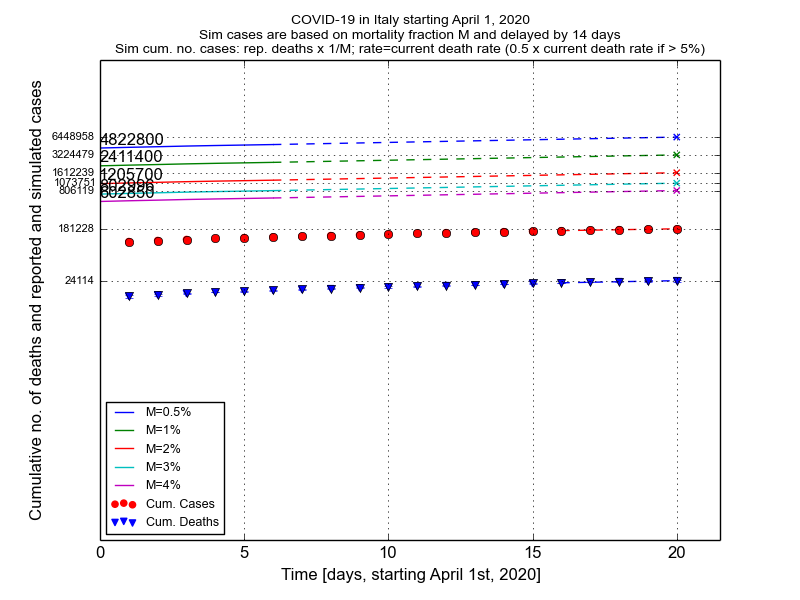 COVID-19 in Italy starting April 1, 2020
Sim cases are based on mortality fraction M and delayed by 14 days
Sim cum. no. cases: rep. deaths x 1/M; rate=current death rate (0.5 x current death rate if > 5%)
Cumulative no. of deaths and reported and simulated cases
6448958
4822800
3224479
2411400
1612239
1205700
1073751
806119
602850
181228
24114
M=0.5%
M=1%
M=2%
M=3%
M=4%
Cum. Cases
Cum. Deaths
0
5
10
15
20
Time [days, starting April 1st, 2020]